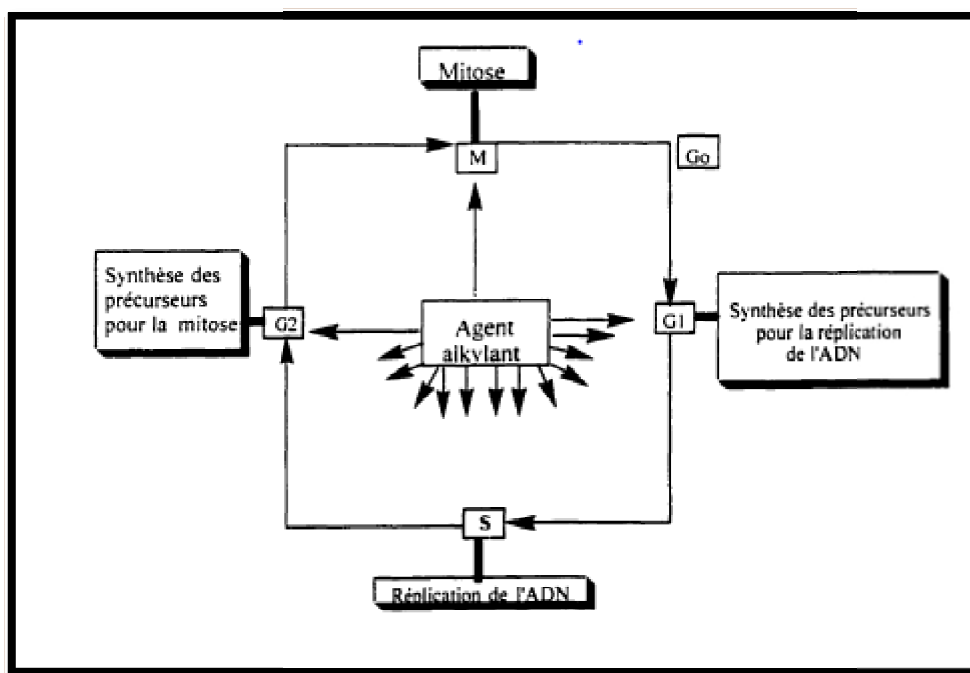 Mitose
M
Go
Synthèse des
précurseurs
pour la mitose
G2
Agent
alkylant
G1
Synthèse des précurseurs
pour la réplication
de l'ADN
S
Réplication de l'ADN